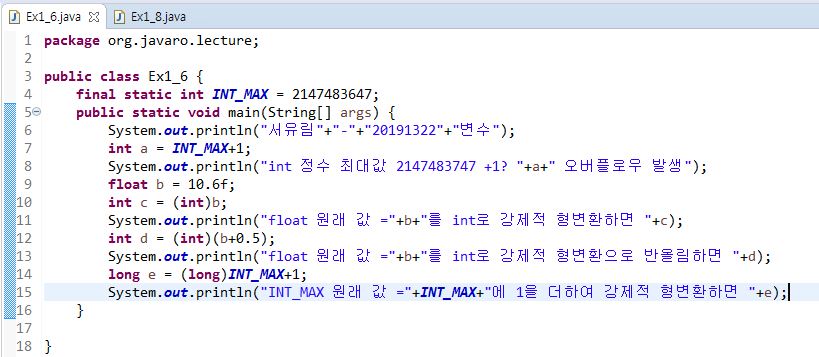 Ex1_6.java Ex1_8.java
1 package org.javaro.lecture;
2
3 public class Ex1_6 {
4 final static int INT_MAX = 2147483647;
5 public static void main(String[] args) {
6 System.out.println("서유림"+"-"+"20191322"+"변수");
7 int a = INT_MAX+1;
8 System.out.println("int 정수 최대값 2147483747 +1? "+a+" 오버플로우 발생");
9 float b = 10.6f;
10 int c = (int)b;
11 System.out.println("float 원래 값 ="+b+"를 int로 강제적 형변환하면 "+c);
12 int d = (int)(b+0.5);
13 System.out.println("float 원래 값 ="+b+"를 int로 강제적 형변환으로 반올림하면 "+d);
14 long e = (long)INT_MAX+1;
15 System.out.println("INT_MAX 원래 값 ="+INT_MAX+"에 1을 더하여 강제적 형변환하면 "+e);
16 }
17
18 }